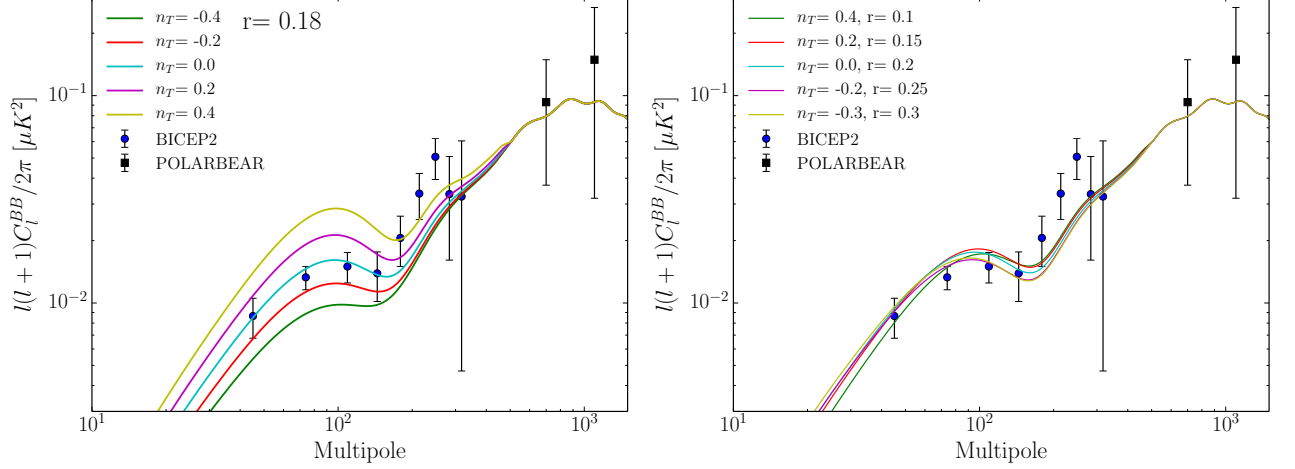 n_T= -0.4
r= 0.18
n_T= -0.2
n_T= 0.0
n_T= 0.2
n_T= 0.4
BICEP2
POLARBEAR
l(l + 1)C_l^{BB}/2π [μK^2]
10^{-1}
10^{-2}
10^1
10^2
10^3
Multipole
n_T= 0.4, r= 0.1
n_T= 0.2, r= 0.15
n_T= 0.0, r= 0.2
n_T= -0.2, r= 0.25
n_T= -0.3, r= 0.3
BICEP2
POLARBEAR
l(l + 1)C_l^{BB}/2π [μK^2]
10^{-1}
10^{-2}
10^1
10^2
10^3
Multipole